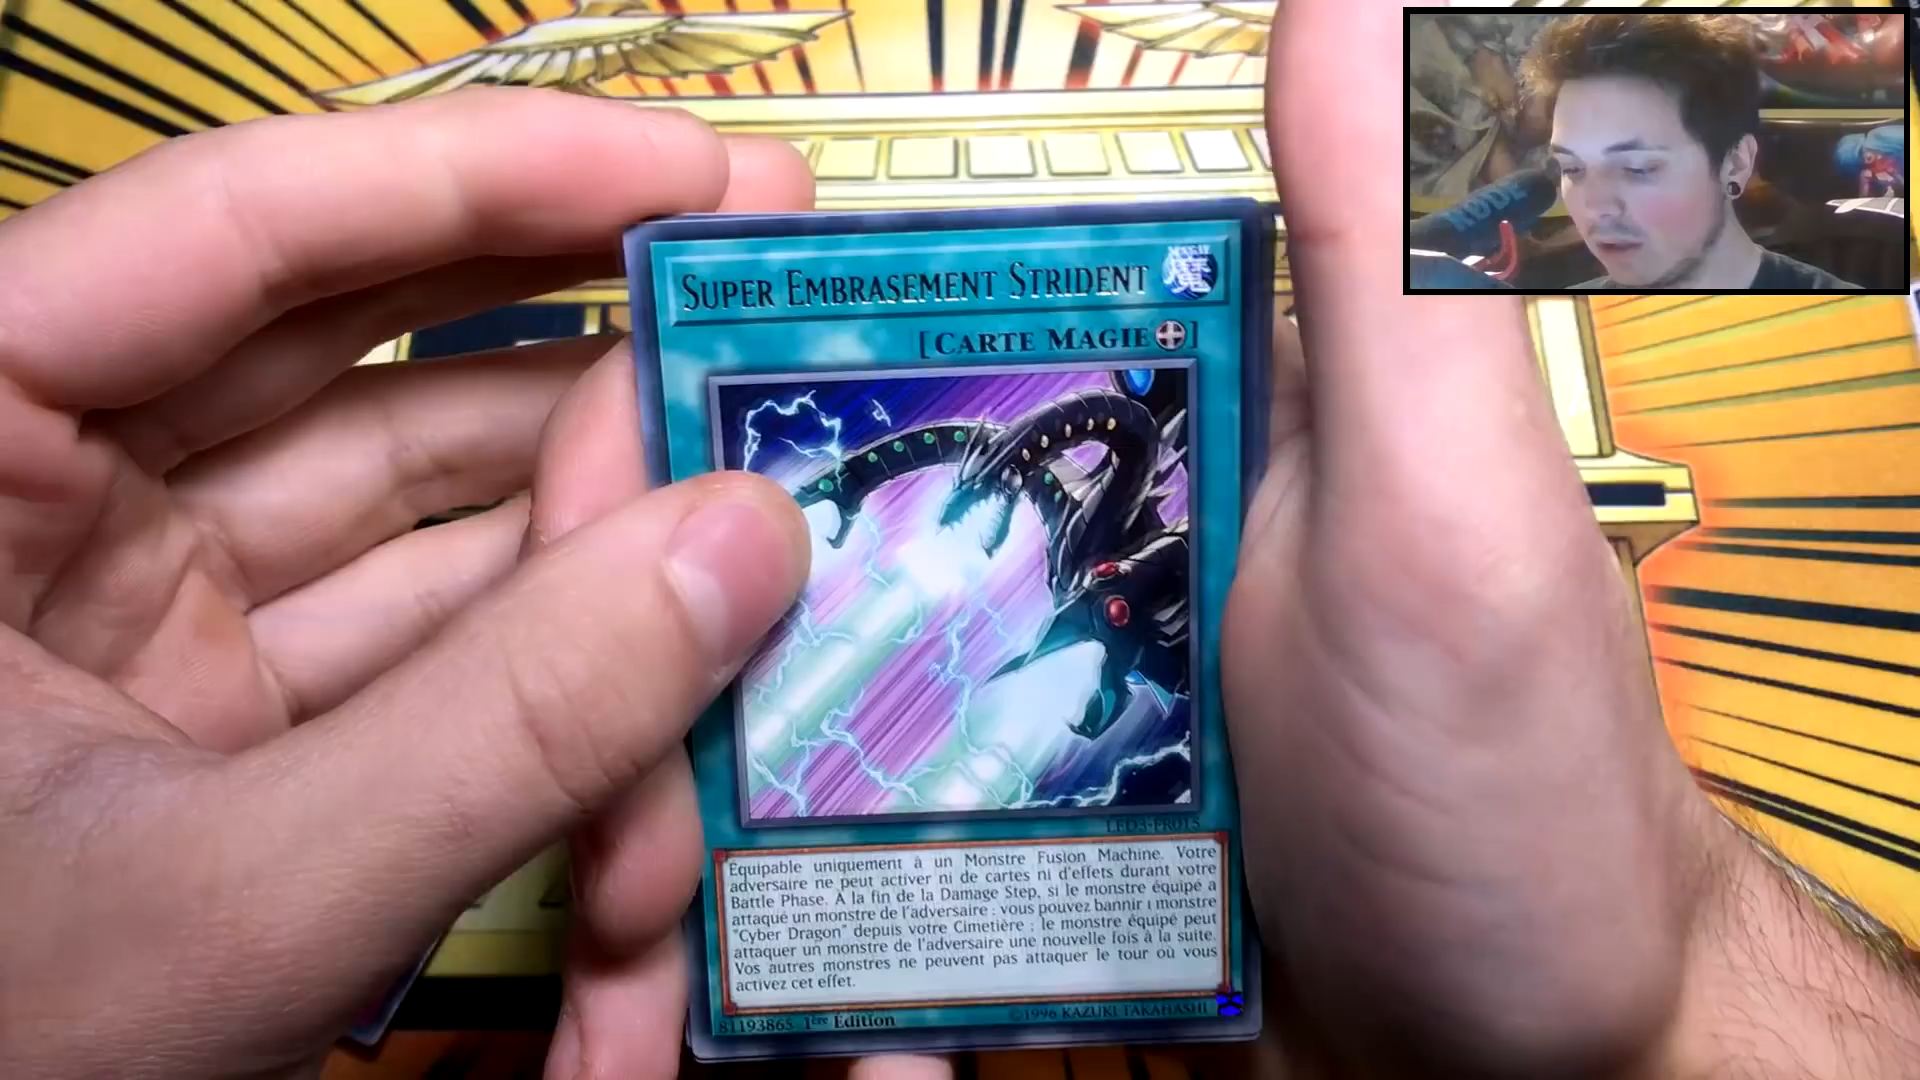 SUPER EMBRASEMENT STRIDENT
[CARTE MAGIE]
LED3-FR015
Équipable uniquement à un Monstre Fusion Machine. Votre
adversaire ne peut activer ni de cartes ni d'effets durant votre
Battle Phase. À la fin de la Damage Step, si le monstre équipé a
attaqué un monstre de l'adversaire : vous pouvez bannir 1 monstre
"Cyber Dragon" depuis votre Cimetière ; le monstre équipé peut
attaquer un monstre de l'adversaire une nouvelle fois à la suite.
Vos autres monstres ne peuvent pas attaquer le tour où vous
activez cet effet.
81193865 1ère Édition
©1996 KAZUKI TAKAHASHI
RØDE